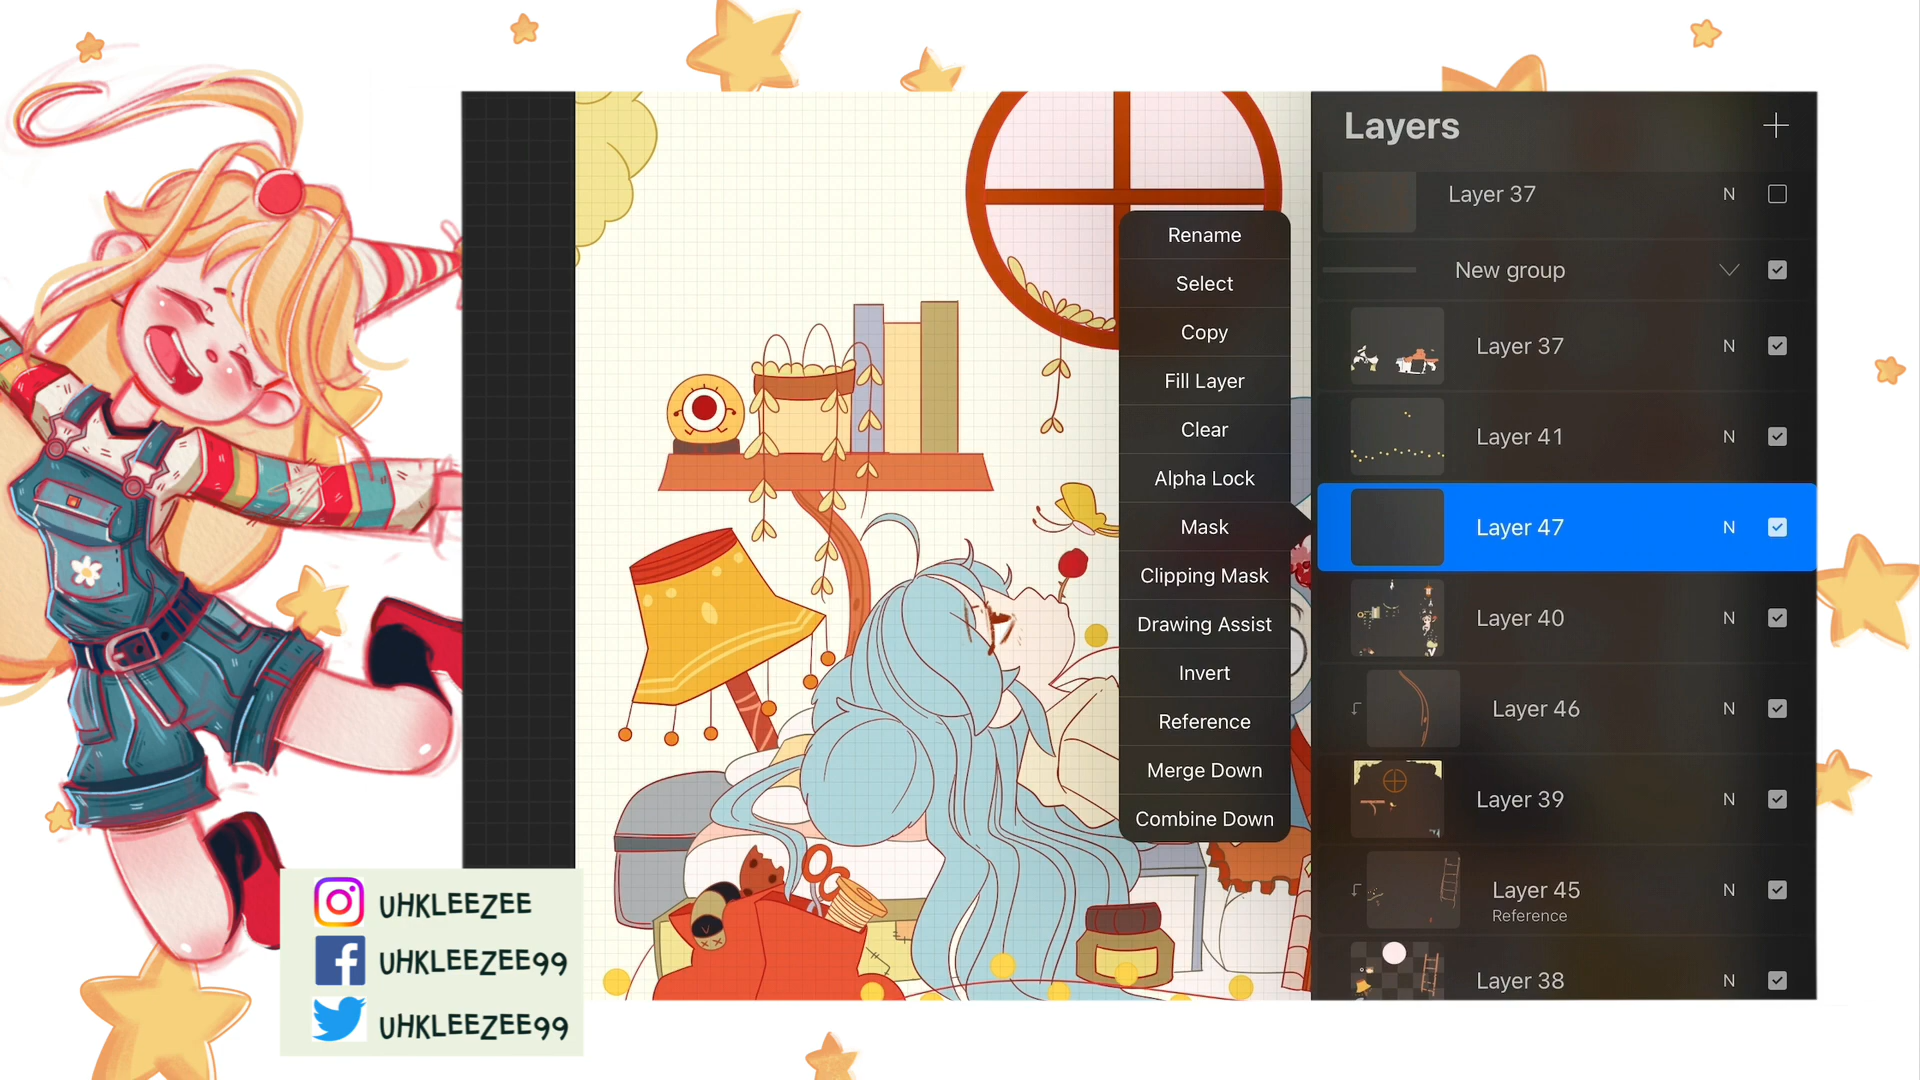 Layers
Layer 37 N
New group
Layer 37 N
Layer 41 N
Layer 47 N
Layer 40 N
Layer 46 N
Layer 39 N
Layer 45 N
Reference
Layer 38 N
Rename
Select
Copy
Fill Layer
Clear
Alpha Lock
Mask
Clipping Mask
Drawing Assist
Invert
Reference
Merge Down
Combine Down
UHKLEEZEE
UHKLEEZEE99
UHKLEEZEE99